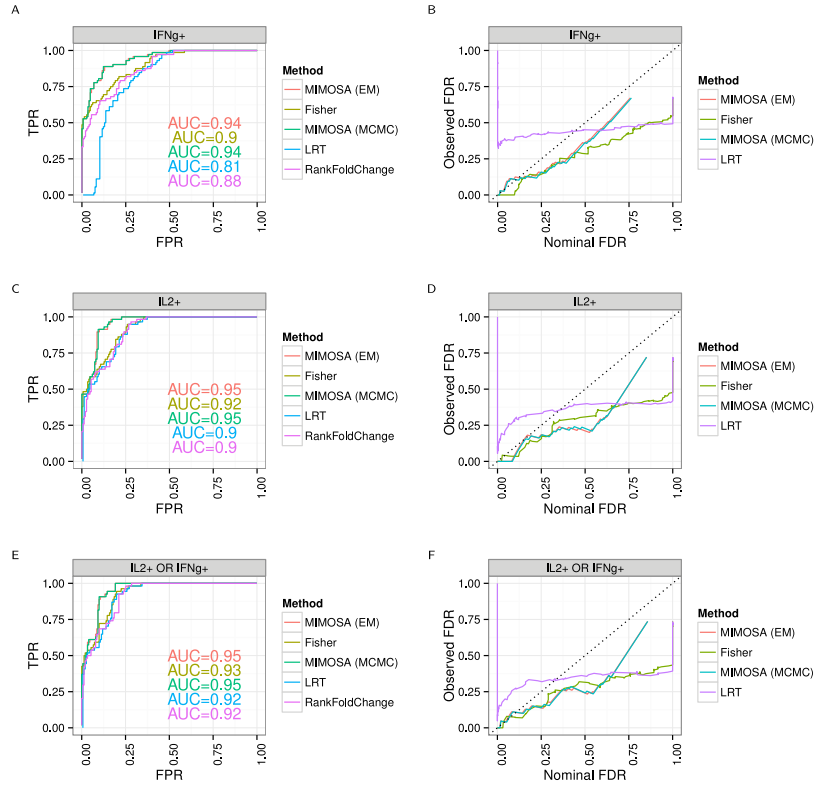 A
IFNg+
1.00
0.75
0.50
0.25
0.00
TPR
AUC=0.94
AUC=0.9
AUC=0.94
AUC=0.81
AUC=0.88
0.00
0.25
0.50
0.75
1.00
FPR
Method
MIMOSA (EM)
Fisher
MIMOSA (MCMC)
LRT
RankFoldChange
B
IFNg+
1.00
0.75
0.50
0.25
0.00
Observed FDR
0.00
0.25
0.50
0.75
1.00
Nominal FDR
Method
MIMOSA (EM)
Fisher
MIMOSA (MCMC)
LRT
C
IL2+
1.00
0.75
0.50
0.25
0.00
TPR
AUC=0.95
AUC=0.92
AUC=0.95
AUC=0.9
AUC=0.9
0.00
0.25
0.50
0.75
1.00
FPR
Method
MIMOSA (EM)
Fisher
MIMOSA (MCMC)
LRT
RankFoldChange
D
IL2+
1.00
0.75
0.50
0.25
0.00
Observed FDR
0.00
0.25
0.50
0.75
1.00
Nominal FDR
Method
MIMOSA (EM)
Fisher
MIMOSA (MCMC)
LRT
E
IL2+ OR IFNg+
1.00
0.75
0.50
0.25
0.00
TPR
AUC=0.95
AUC=0.93
AUC=0.95
AUC=0.92
AUC=0.92
0.00
0.25
0.50
0.75
1.00
FPR
Method
MIMOSA (EM)
Fisher
MIMOSA (MCMC)
LRT
RankFoldChange
F
IL2+ OR IFNg+
1.00
0.75
0.50
0.25
0.00
Observed FDR
0.00
0.25
0.50
0.75
1.00
Nominal FDR
Method
MIMOSA (EM)
Fisher
MIMOSA (MCMC)
LRT